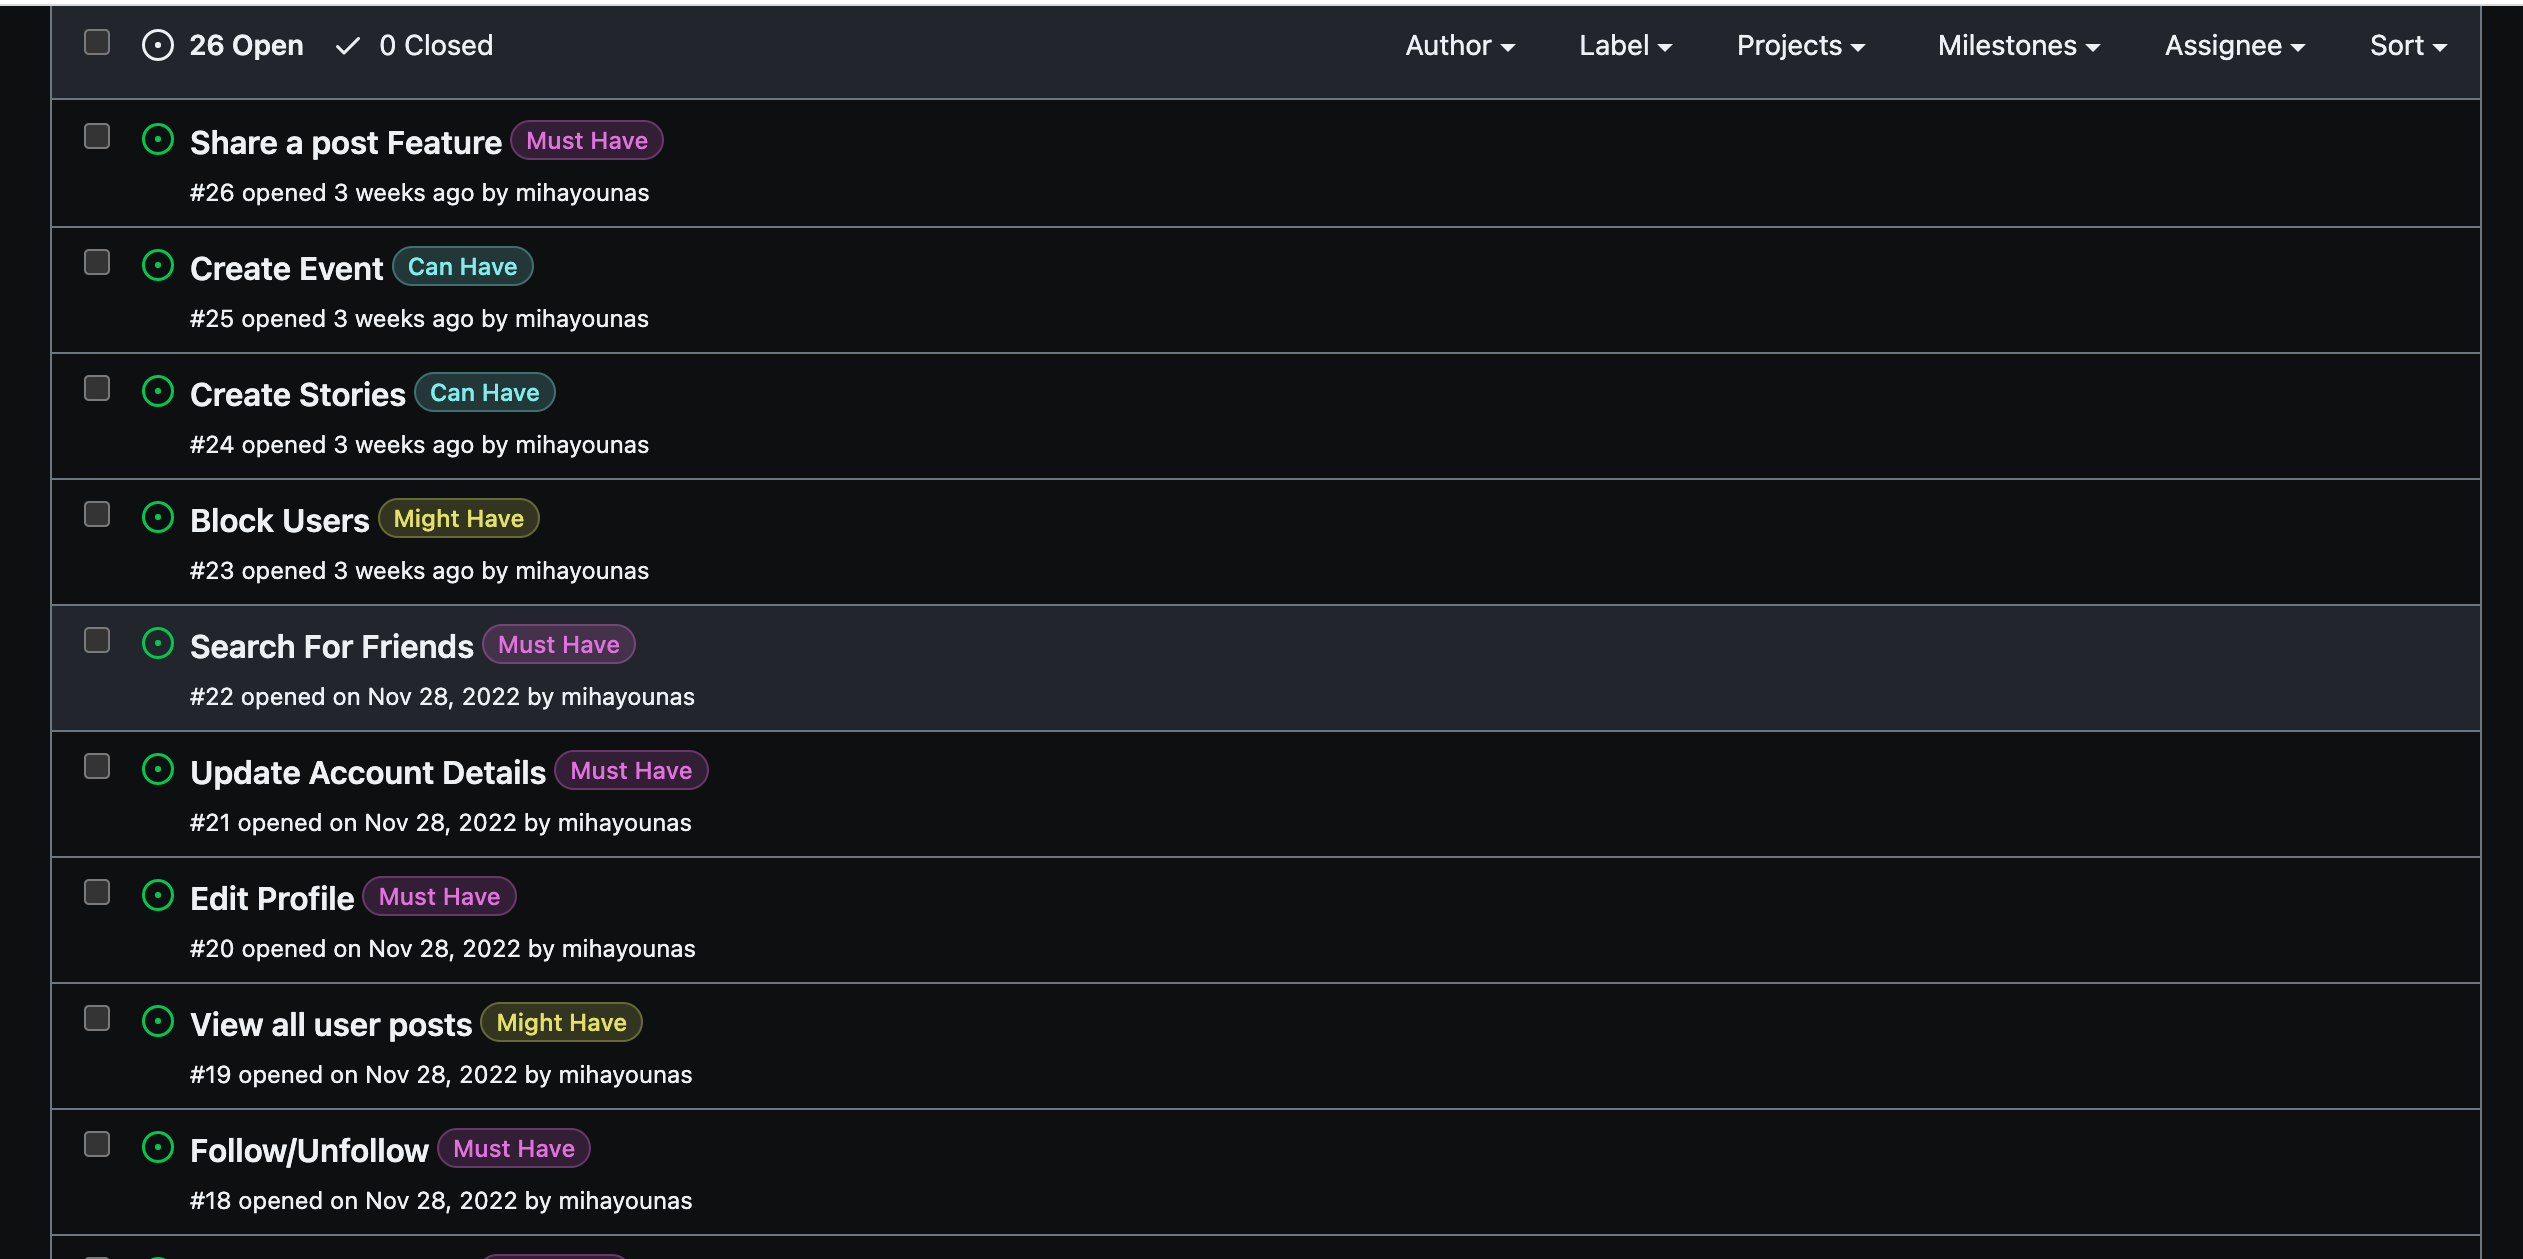 26 Open 0 Closed Author Label Projects Milestones Assignee Sort
Share a post Feature Must Have
#26 opened 3 weeks ago by mihayounas
Create Event Can Have
#25 opened 3 weeks ago by mihayounas
Create Stories Can Have
#24 opened 3 weeks ago by mihayounas
Block Users Might Have
#23 opened 3 weeks ago by mihayounas
Search For Friends Must Have
#22 opened on Nov 28, 2022 by mihayounas
Update Account Details Must Have
#21 opened on Nov 28, 2022 by mihayounas
Edit Profile Must Have
#20 opened on Nov 28, 2022 by mihayounas
View all user posts Might Have
#19 opened on Nov 28, 2022 by mihayounas
Follow/Unfollow Must Have
#18 opened on Nov 28, 2022 by mihayounas